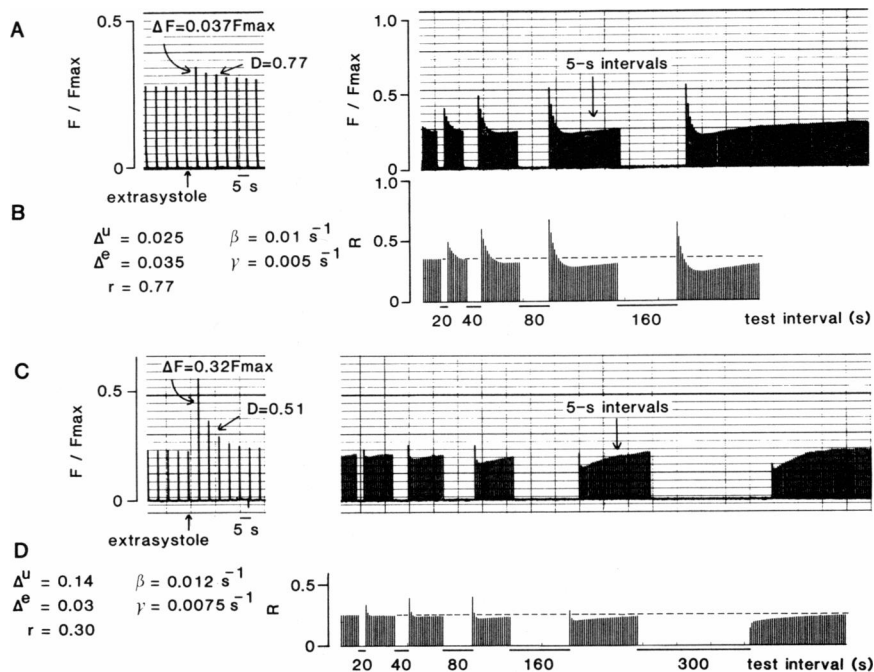 A
0.5
ΔF=0.037Fmax
D=0.77
F / Fmax
0
extrasystole
5 s
1.0
5-s intervals
0.5
F / Fmax
0
B
Δᵘ = 0.025 β = 0.01 s⁻¹
Δᵉ = 0.035 γ = 0.005 s⁻¹
r = 0.77
1.0
R
0.5
0
20 40 80 160 test interval (s)
C
ΔF=0.32Fmax
0.5
D=0.51
F / Fmax
0
extrasystole
5 s
5-s intervals
D
Δᵘ = 0.14 β = 0.012 s⁻¹
Δᵉ = 0.03 γ = 0.0075 s⁻¹
r = 0.30
R
0.5
0
20 40 80 160 300 test interval (s)